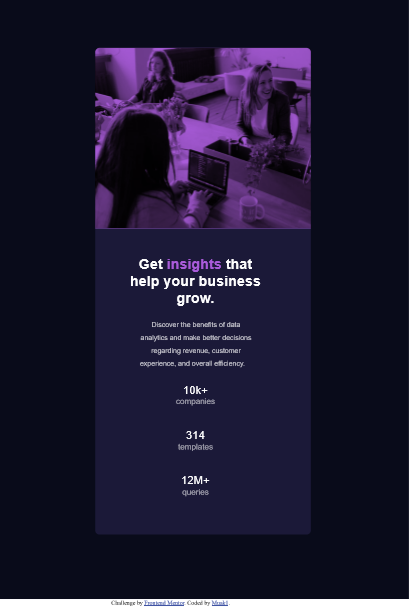 Get insights that
help your business
grow.
Discover the benefits of data
analytics and make better decisions
regarding revenue, customer
experience, and overall efficiency.
10k+
companies
314
templates
12M+
queries
Challenge by Frontend Mentor. Coded by